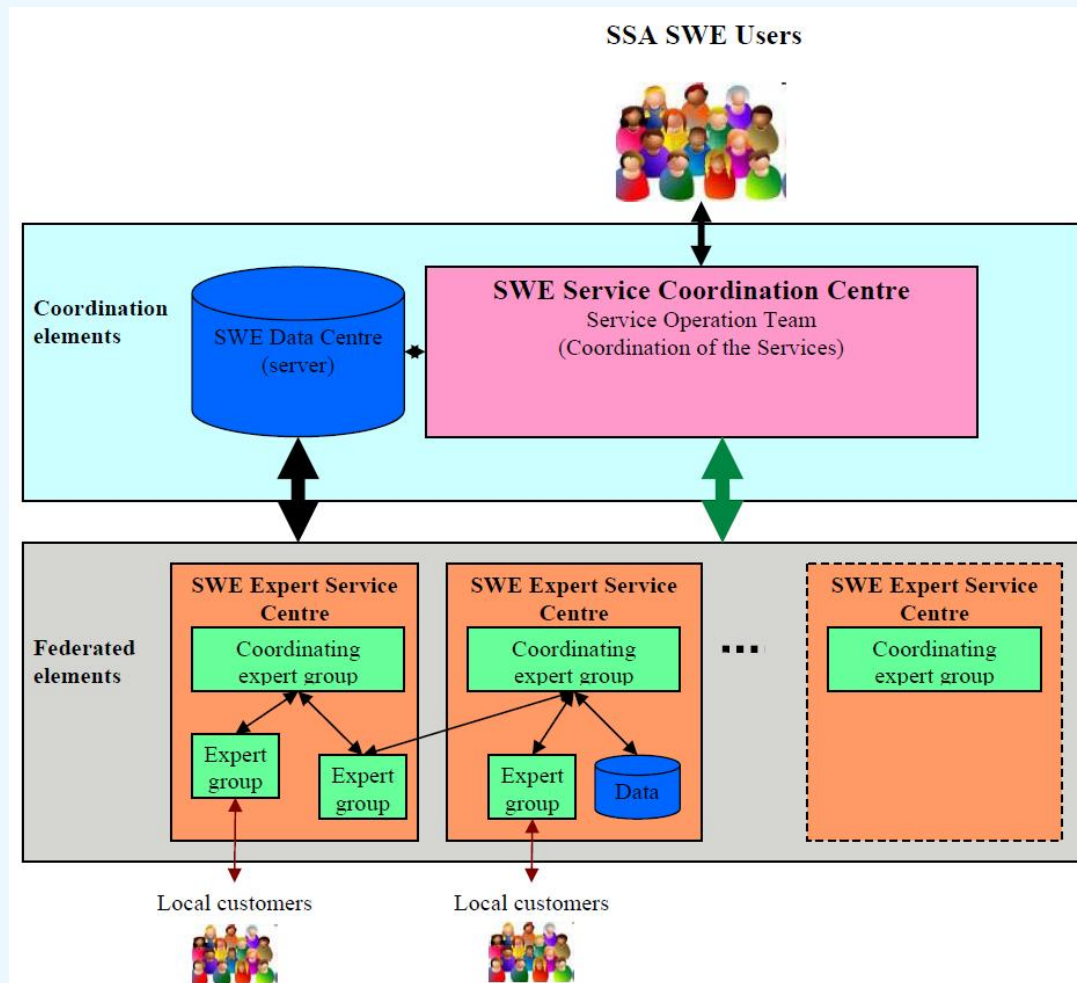 SSA SWE Users
Coordination
elements
SWE Data Centre
(server)
SWE Service Coordination Centre
Service Operation Team
(Coordination of the Services)
Federated
elements
SWE Expert Service
Centre
Coordinating
expert group
Expert
group
Expert
group
SWE Expert Service
Centre
Coordinating
expert group
Expert
group
Data
SWE Expert Service
Centre
Coordinating
expert group
Local customers
Local customers